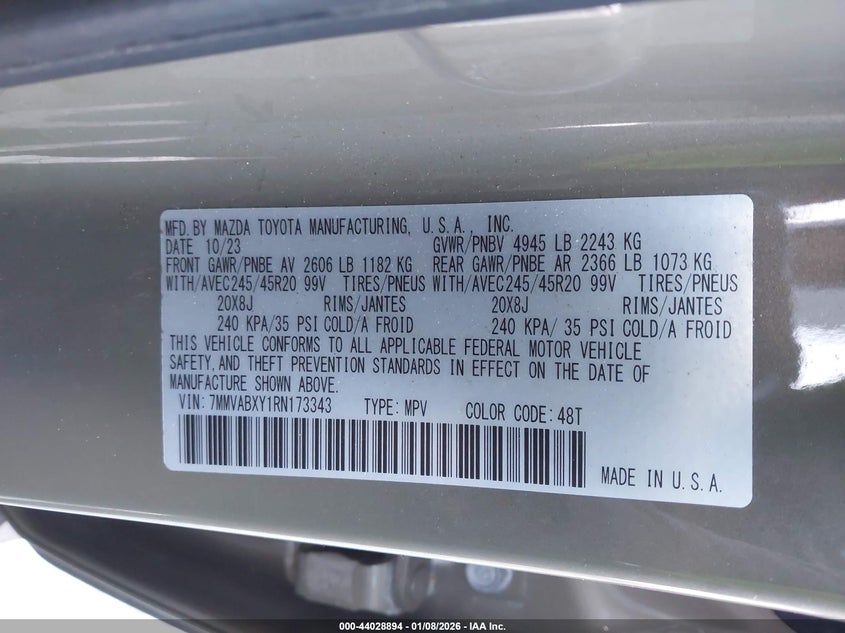 MFD. BY MAZDA TOYOTA MANUFACTURING, U.S.A., INC.
DATE 10/23 GVWR/PNBV 4945 LB 2243 KG
FRONT GAWR/PNBE AV 2606 LB 1182 KG REAR GAWR/PNBE AR 2366 LB 1073 KG
WITH/AVEC245/45R20 99V TIRES/PNEUS WITH/AVEC245/45R20 99V TIRES/PNEUS
20X8J RIMS/JANTES 20X8J RIMS/JANTES
240 KPA/35 PSI COLD/A FROID 240 KPA/ 35 PSI COLD/A FROID
THIS VEHICLE CONFORMS TO ALL APPLICABLE FEDERAL MOTOR VEHICLE
SAFETY, AND THEFT PREVENTION STANDARDS IN EFFECT ON THE DATE OF
MANUFACTURE SHOWN ABOVE.
VIN: 7MMVABXY1RN173343 TYPE: MPV COLOR CODE: 48T
MADE IN U.S.A.
000-44028894 - 01/08/2026 - IAA Inc.